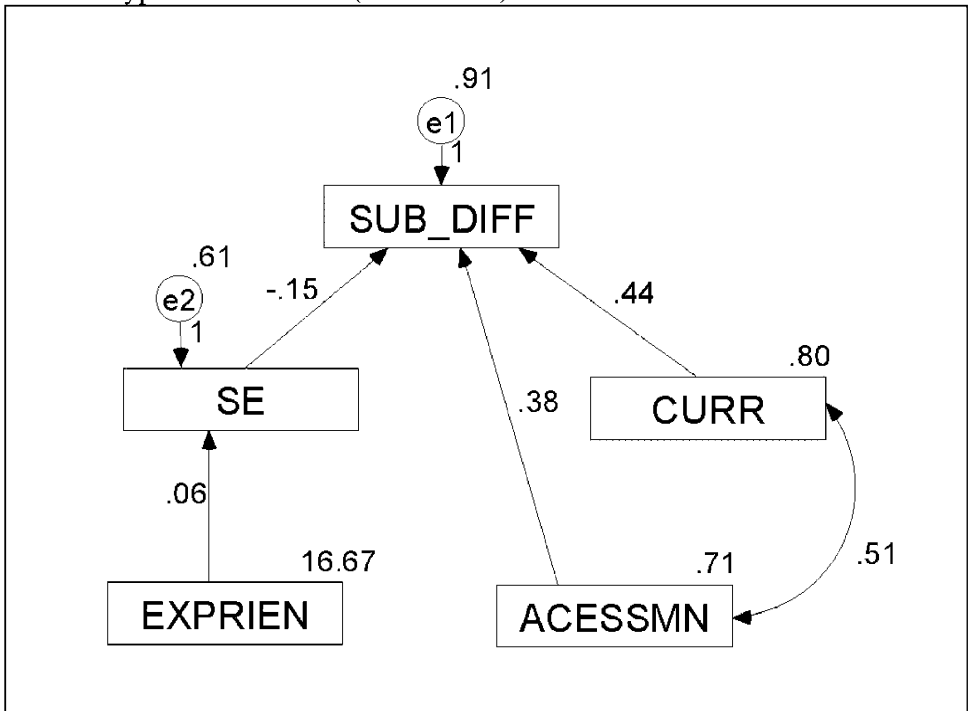 .91
e1
1
SUB_DIFF
.61
e2
-.15
.44
1
.80
SE
.38
CURR
.06
16.67
.71
.51
EXPRIEN
ACESSMN